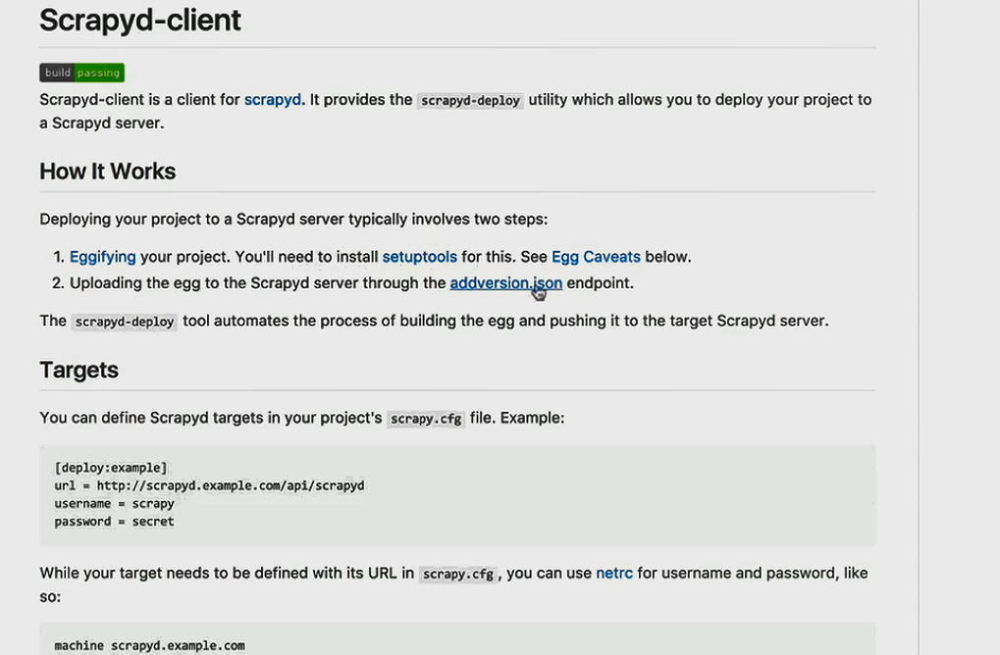 Scrapyd-client
build passing
Scrapyd-client is a client for scrapyd. It provides the scrapyd-deploy utility which allows you to deploy your project to
a Scrapyd server.
How It Works
Deploying your project to a Scrapyd server typically involves two steps:
1. Eggifying your project. You'll need to install setuptools for this. See Egg Caveats below.
2. Uploading the egg to the Scrapyd server through the addversion.json endpoint.
The scrapyd-deploy tool automates the process of building the egg and pushing it to the target Scrapyd server.
Targets
You can define Scrapyd targets in your project's scrapy.cfg file. Example:
[deploy:example]
url = http://scrapyd.example.com/api/scrapyd
username = scrapy
password = secret
While your target needs to be defined with its URL in scrapy.cfg, you can use netrc for username and password, like
so:
machine scrapyd.example.com